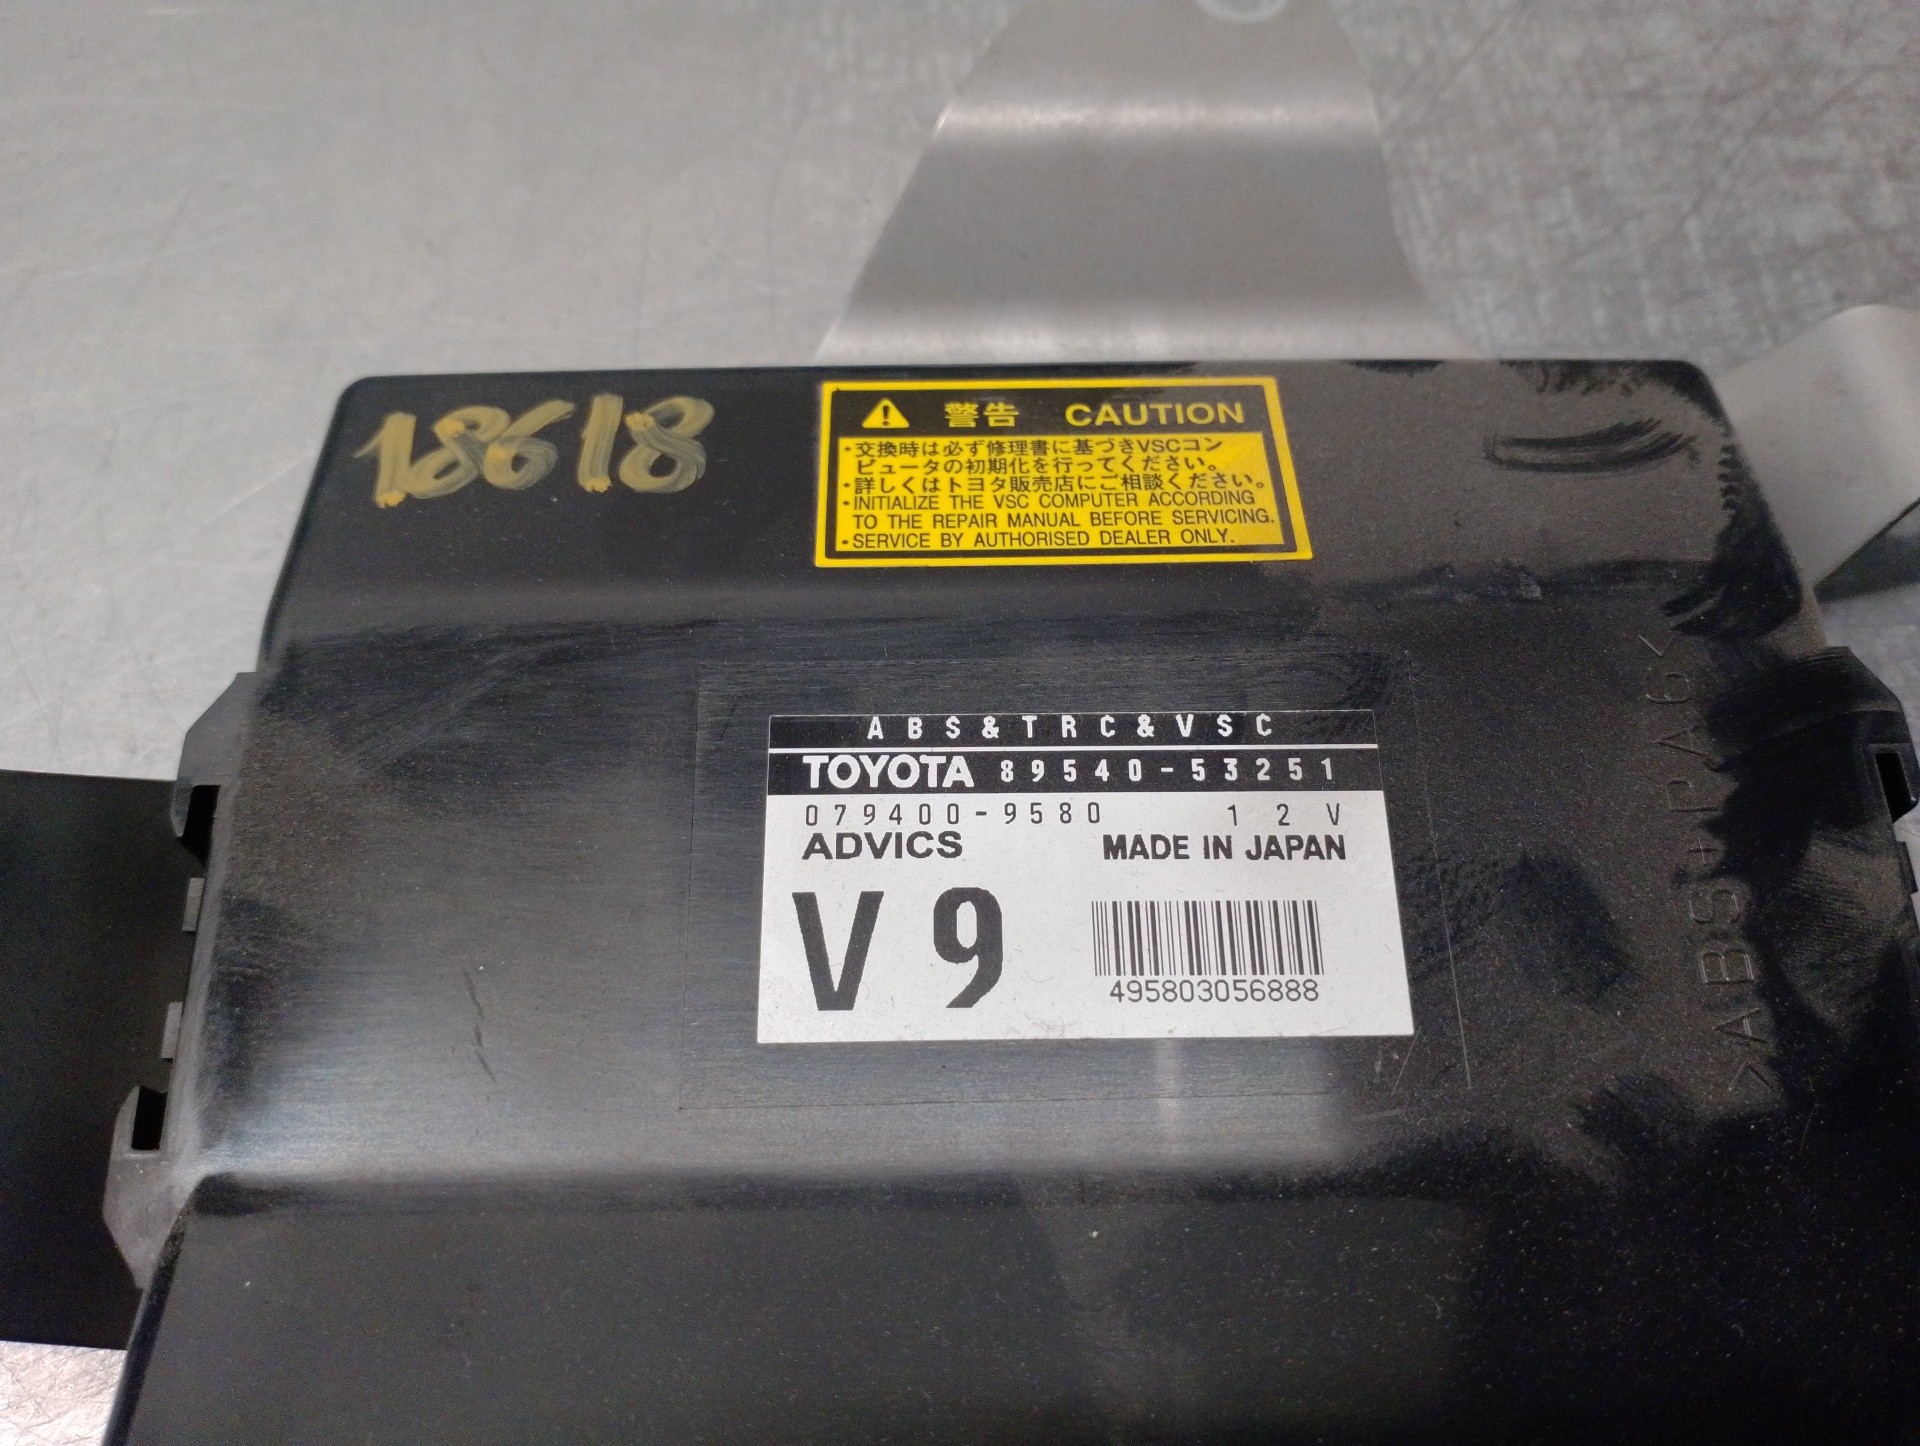 18618
警告 CAUTION
・交換時は必ず修理書に基づきVSCコン
ピュータの初期化を行ってください。
・詳しくはトヨタ販売店にご相談ください。
・INITIALIZE THE VSC COMPUTER ACCORDING
TO THE REPAIR MANUAL BEFORE SERVICING.
・SERVICE BY AUTHORISED DEALER ONLY.
ABS&TRC&VSC
TOYOTA 89540-53251
079400-9580 12V
ADVICS MADE IN JAPAN
V9
495803056888
>ABS+PA6<